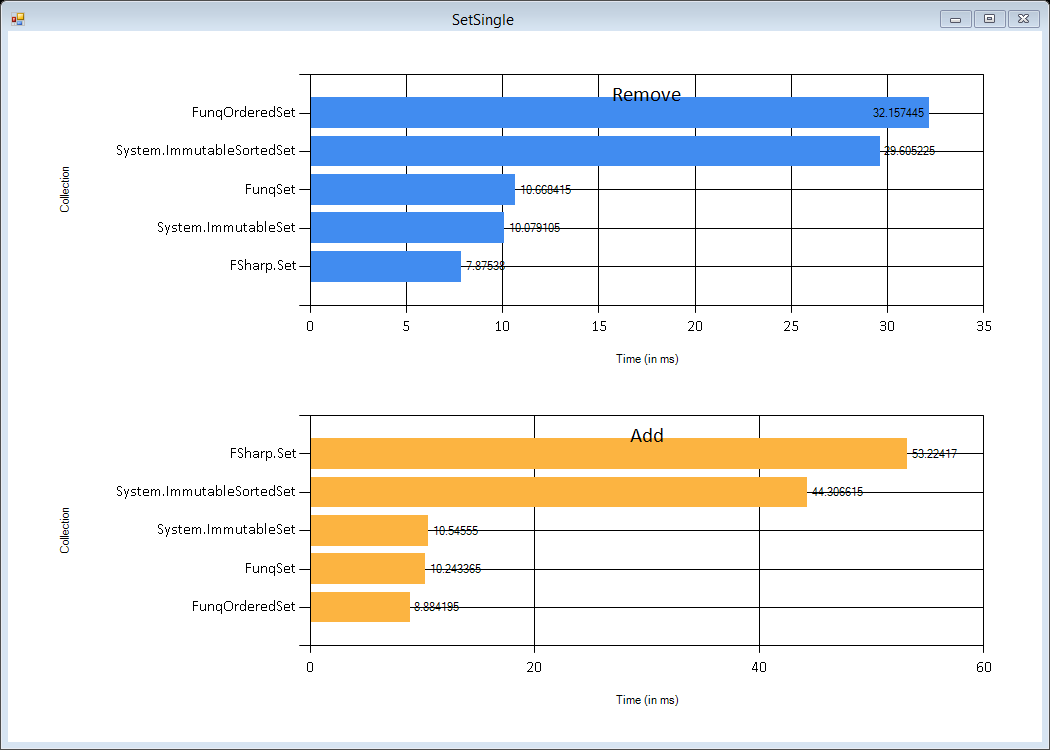 SetSingle
Remove
Collection
FunqOrderedSet 32.157445
System.ImmutableSortedSet 29.605225
FunqSet 10.668415
System.ImmutableSet 10.079105
FSharp.Set 7.87538
0 5 10 15 20 25 30 35
Time (in ms)
Add
Collection
FSharp.Set 53.22417
System.ImmutableSortedSet 44.306615
System.ImmutableSet 10.54555
FunqSet 10.243365
FunqOrderedSet 8.884195
0 20 40 60
Time (in ms)